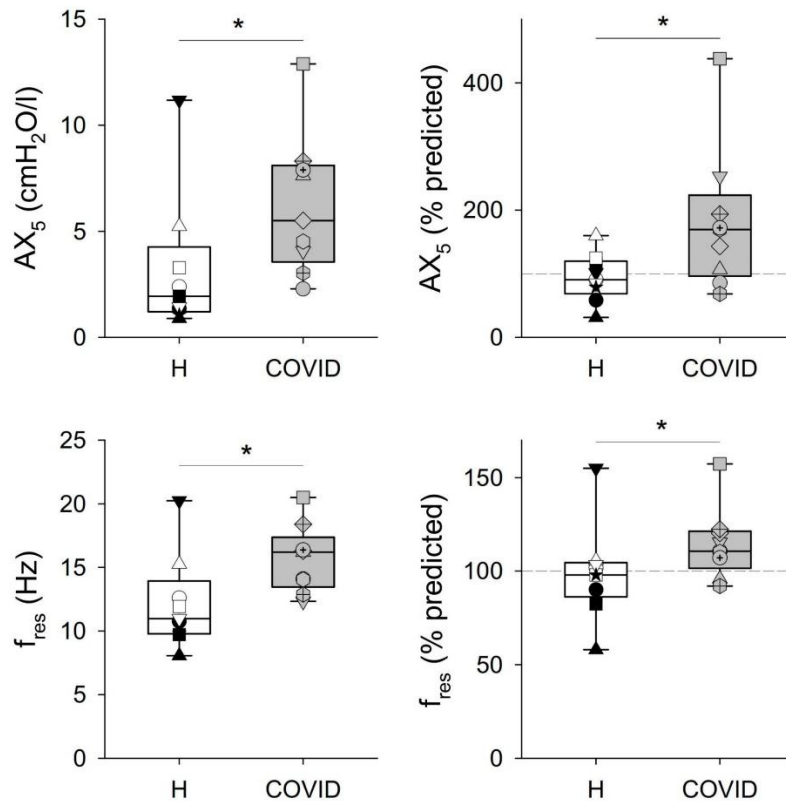 AX5 (cmH2O/l)
15
10
5
0
*
H
COVID
AX5 (% predicted)
400
200
0
*
H
COVID
fres (Hz)
25
20
15
10
5
0
*
H
COVID
fres (% predicted)
150
100
50
0
*
H
COVID